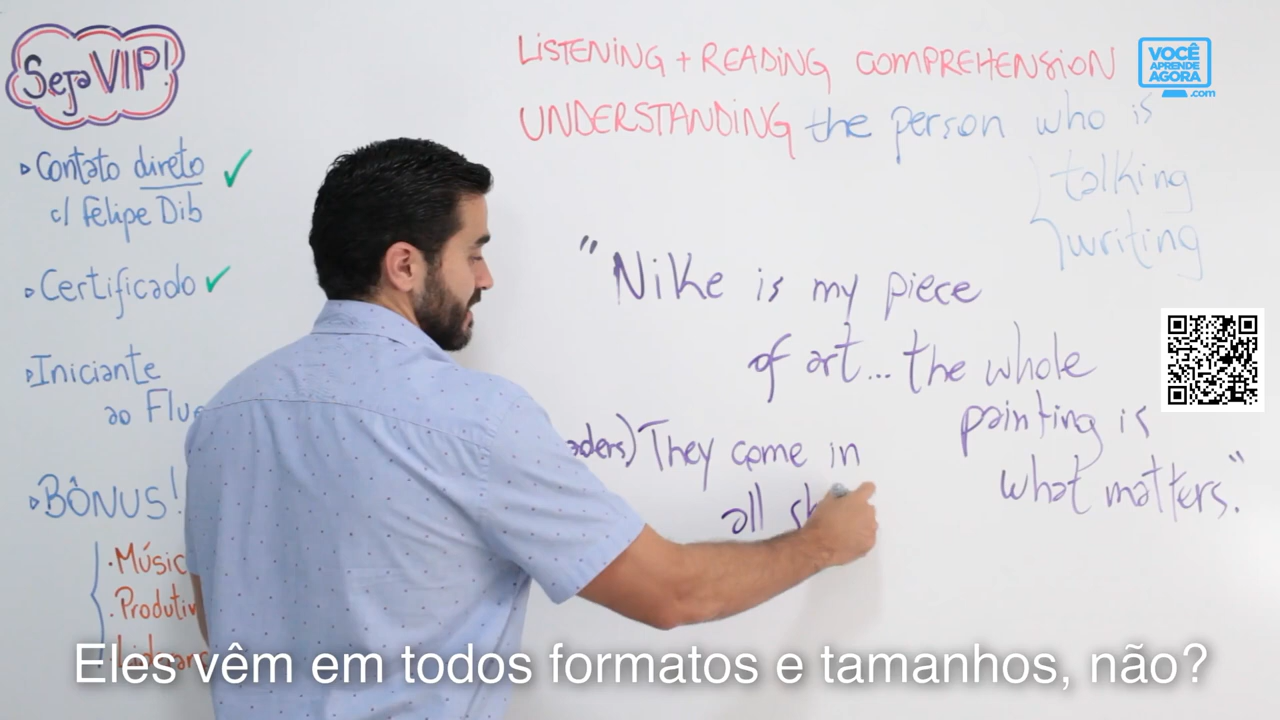 Seja VIP!
Contato direto
c/ Felipe Dib
Certificado
Iniciante
ao Flue
BÔNUS!
Músic
Produtiv
LISTENING + READING COMPREHENSION
UNDERSTANDING the person who is
talking
writing
"Nike is my piece
of art... the whole
painting is
what matters."
aders) They come in
all sh
VOCÊ
APRENDE
AGORA
.com
Eles vêm em todos formatos e tamanhos, não?